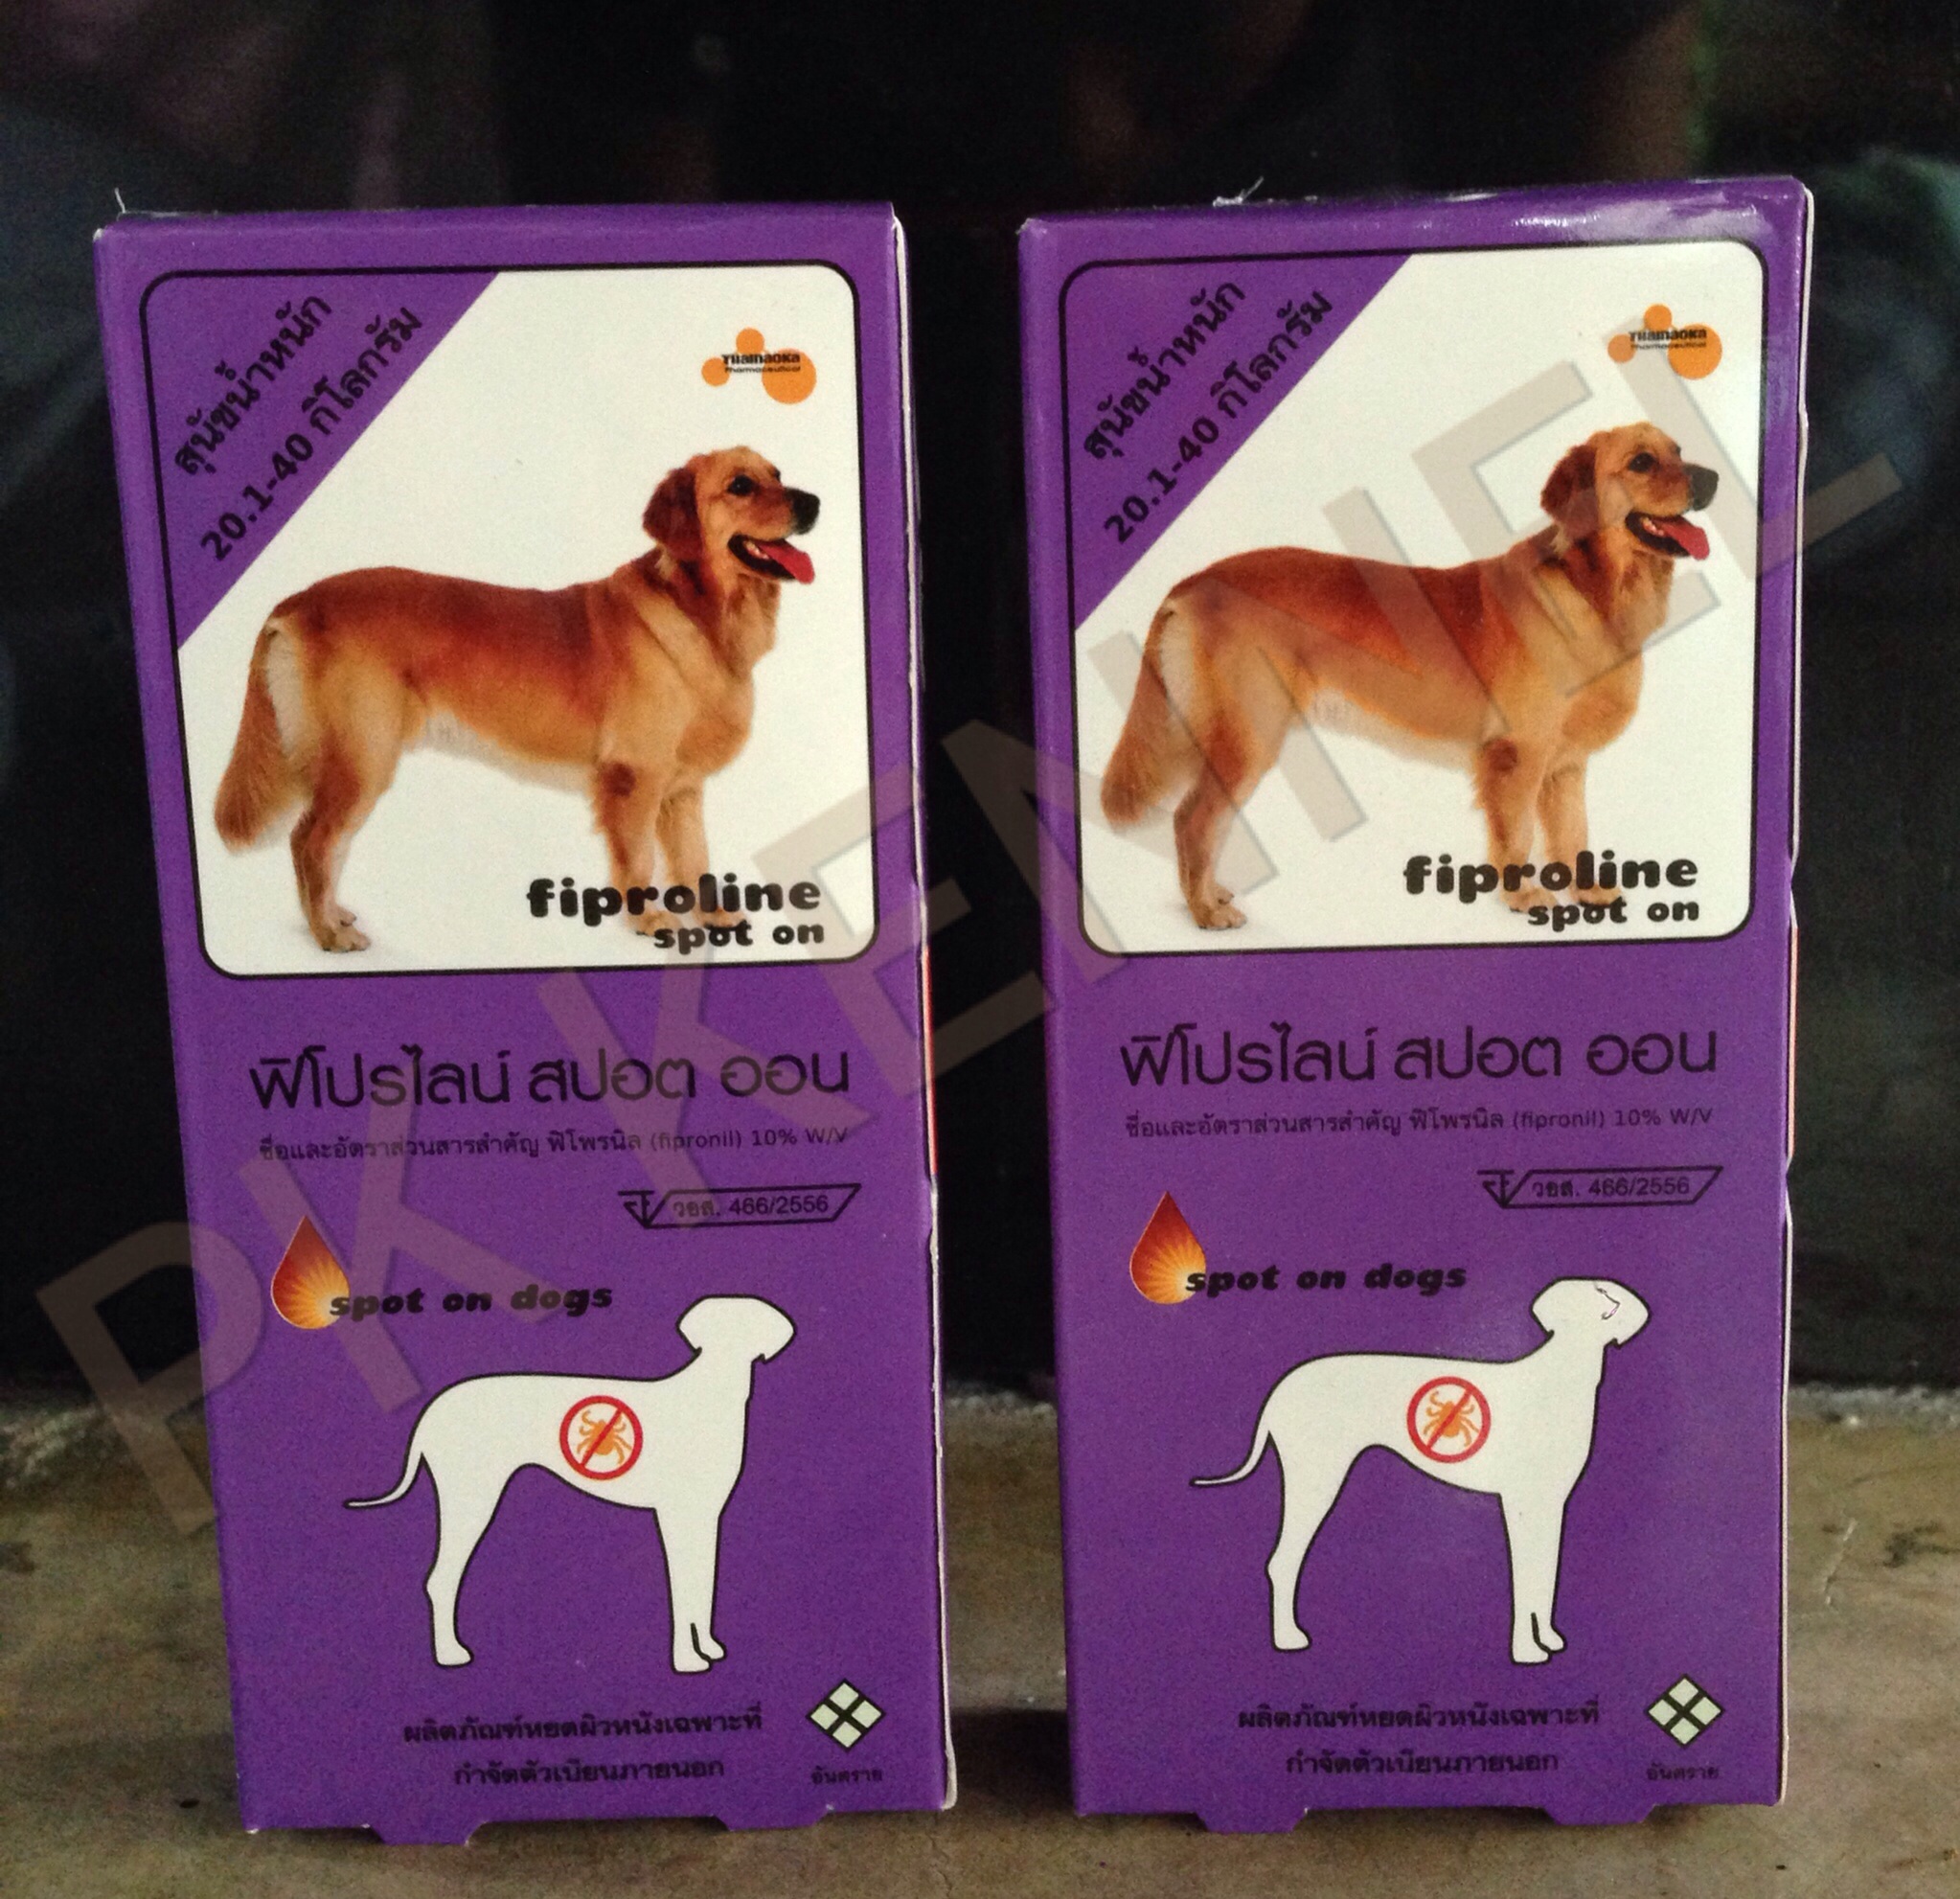 สุนัขน้ำหนัก
20.1-40 กิโลกรัม
Thainaoka
Pharmaceutical
fiproline
spot on
ฟิโปรไลน์ สปอต ออน
ชื่อและอัตราส่วนสารสำคัญ ฟิโพรนิล (fipronil) 10% W/V
วอส. 466/2556
spot on dogs
ผลิตภัณฑ์หยดผิวหนังเฉพาะที่
กำจัดตัวเบียนภายนอก
อันตราย
สุนัขน้ำหนัก
20.1-40 กิโลกรัม
Thainaoka
Pharmaceutical
fiproline
spot on
ฟิโปรไลน์ สปอต ออน
ชื่อและอัตราส่วนสารสำคัญ ฟิโพรนิล (fipronil) 10% W/V
วอส. 466/2556
spot on dogs
ผลิตภัณฑ์หยดผิวหนังเฉพาะที่
กำจัดตัวเบียนภายนอก
อันตราย
PK KENNEL